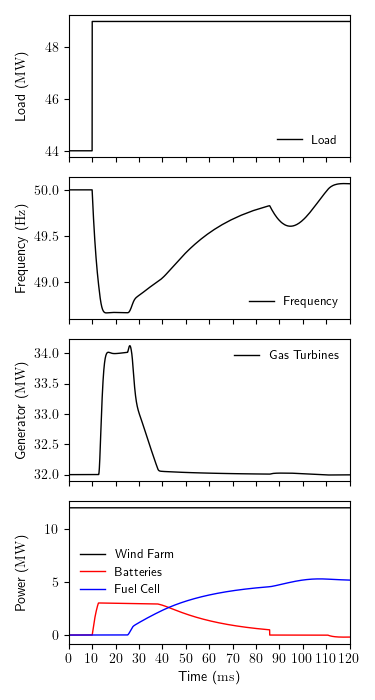 Load (MW)
48
46
44
Load
Frequency (Hz)
50.0
49.5
49.0
Frequency
Generator (MW)
34.0
33.5
33.0
32.5
32.0
Gas Turbines
Power (MW)
10
5
0
Wind Farm
Batteries
Fuel Cell
0 10 20 30 40 50 60 70 80 90 100 110 120
Time (ms)